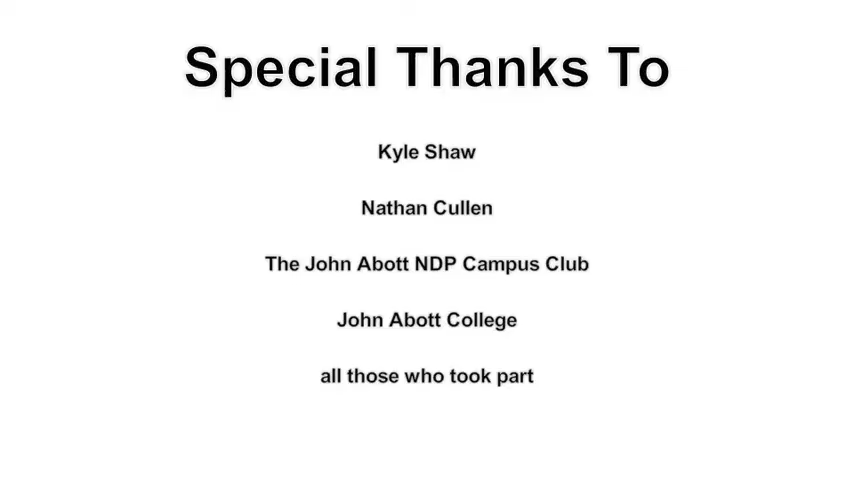 Special Thanks To
Kyle Shaw
Nathan Cullen
The John Abott NDP Campus Club
John Abott College
all those who took part